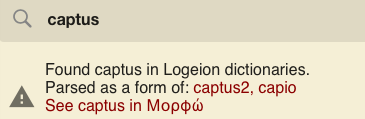 captus
Found captus in Logeion dictionaries.
Parsed as a form of: captus2, capio
See captus in Μορφώ